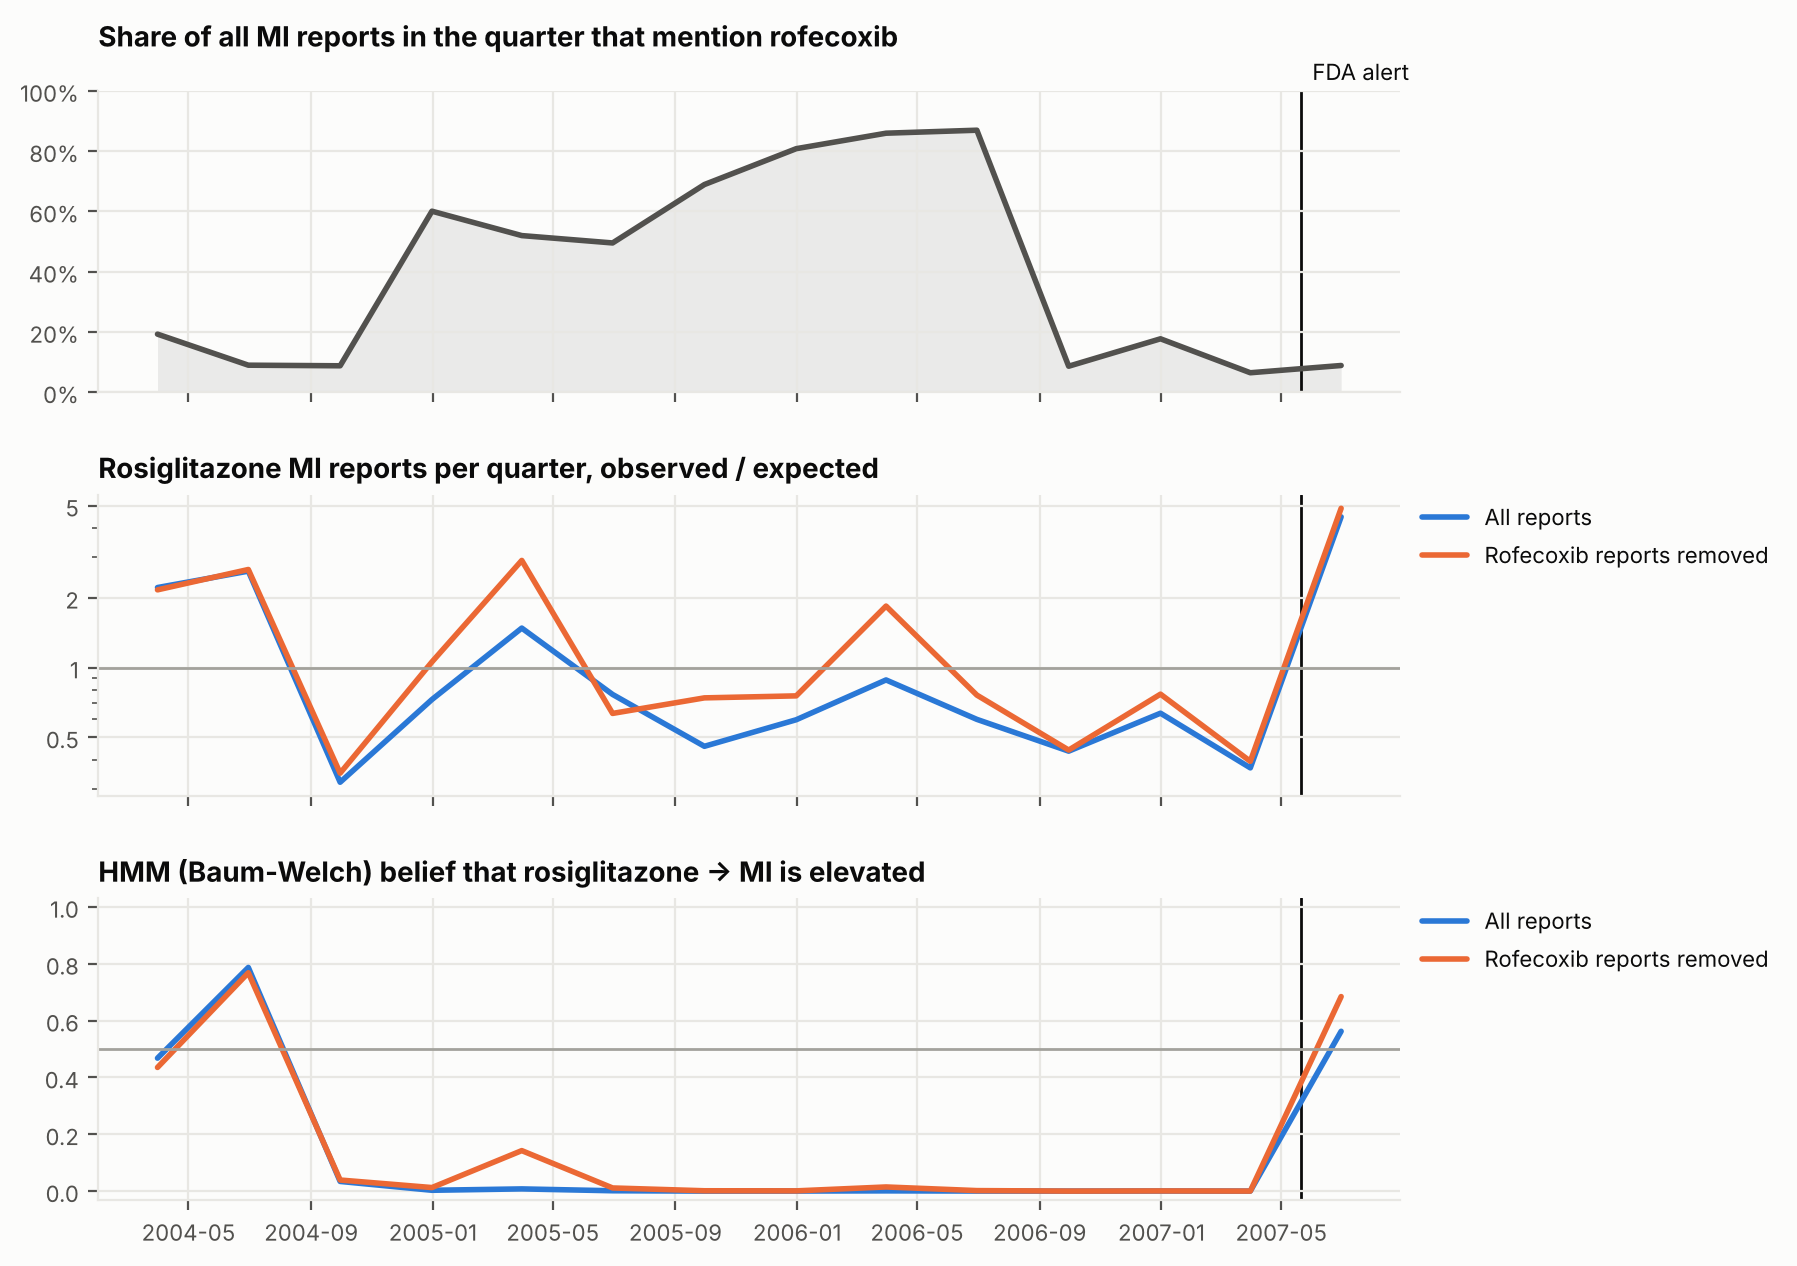 Share of all MI reports in the quarter that mention rofecoxib
FDA alert
100%
80%
60%
40%
20%
0%
Rosiglitazone MI reports per quarter, observed / expected
5
2
1
0.5
All reports
Rofecoxib reports removed
HMM (Baum-Welch) belief that rosiglitazone → MI is elevated
1.0
0.8
0.6
0.4
0.2
0.0
All reports
Rofecoxib reports removed
2004-05 2004-09 2005-01 2005-05 2005-09 2006-01 2006-05 2006-09 2007-01 2007-05